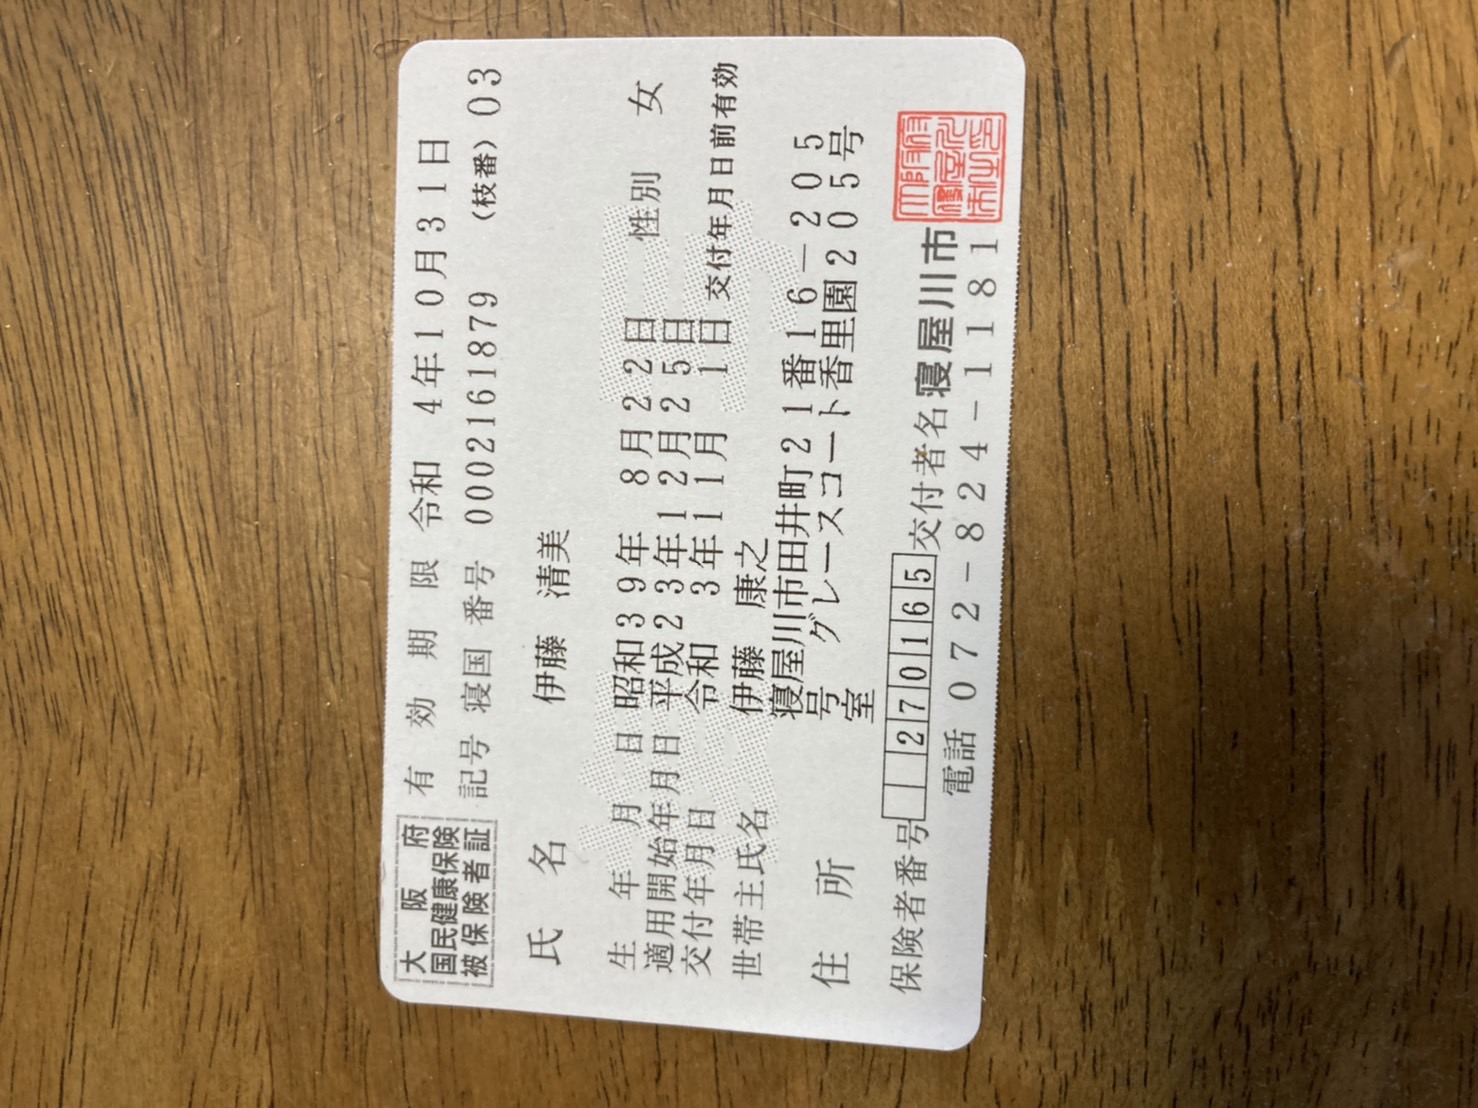 大阪府
国民健康保険
被保険者証
有効期限 令和 4年10月31日
記号 寝国 番号 0002161879 (枝番) 03
氏名 伊藤 清美
生年月日 昭和39年 8月22日 性別 女
適用開始年月日 平成23年12月25日
交付年月日 令和 3年11月 1日 交付年月日前有効
世帯主氏名 伊藤 康之
住所 寝屋川市田井町21番16-205
号 グレースコート香里園205号
室
保険者番号 270165 交付者名 寝屋川市
電話 072-824-1181